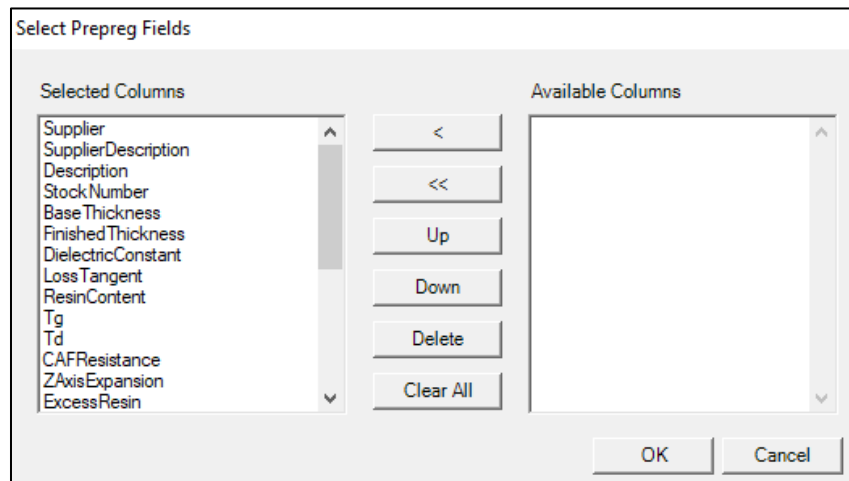 Select Prepreg Fields
Selected Columns
Supplier
SupplierDescription
Description
StockNumber
BaseThickness
FinishedThickness
DielectricConstant
LossTangent
ResinContent
Tg
Td
CAFResistance
ZAxisExpansion
ExcessResin
<
<<
Up
Down
Delete
Clear All
Available Columns
OK
Cancel